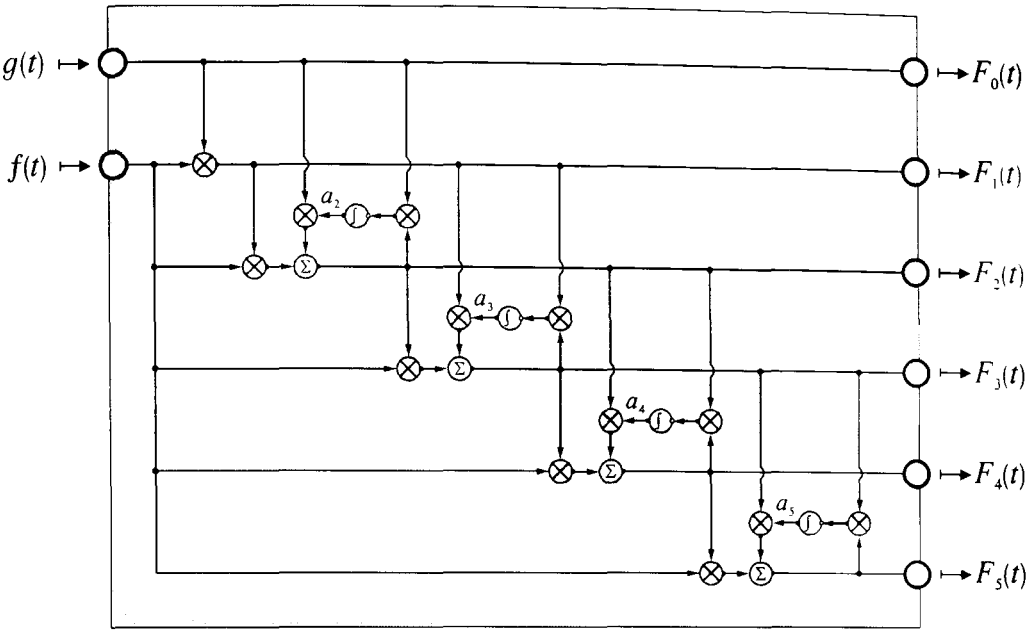 g(t)
F₀(t)
f(t)
F₁(t)
a₂
∫
Σ
F₂(t)
a₃
∫
Σ
F₃(t)
a₄
∫
Σ
F₄(t)
a₅
∫
Σ
F₅(t)